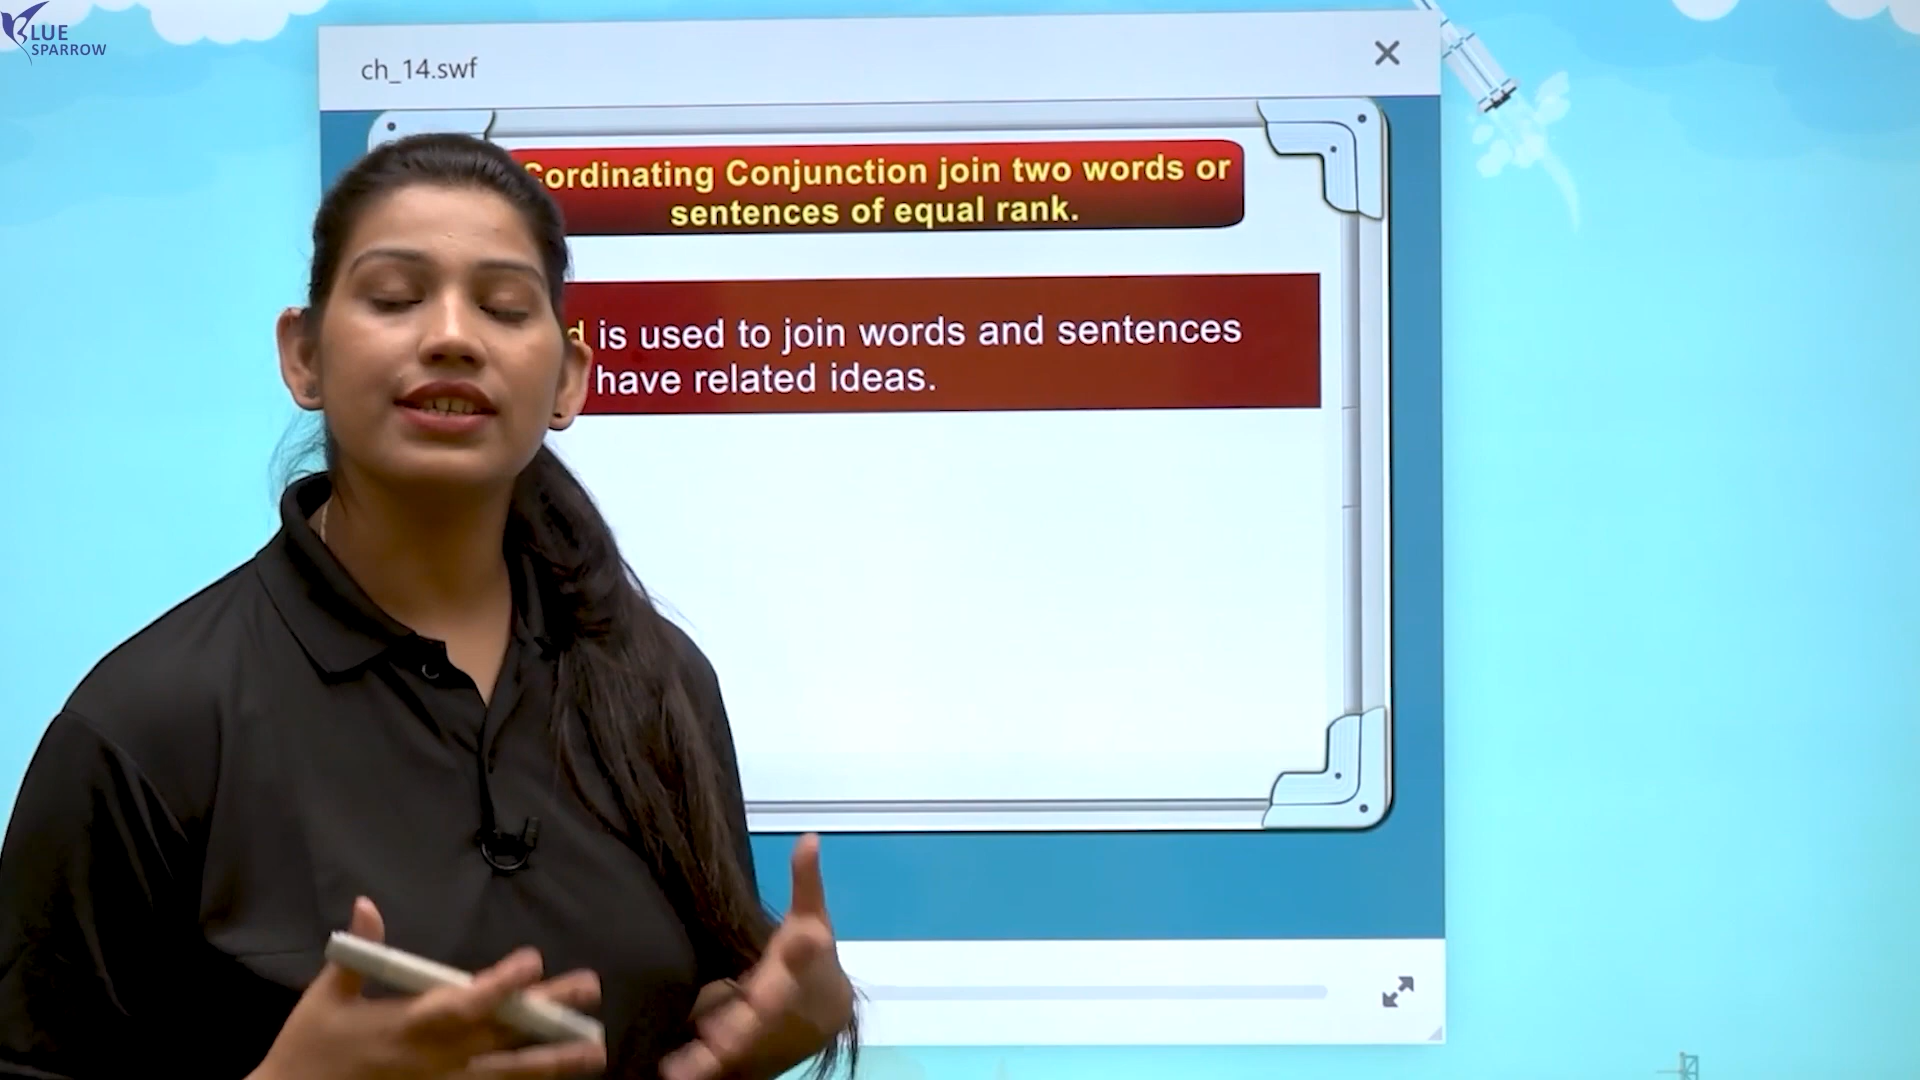 BLUE
SPARROW
ch_14.swf
Cordinating Conjunction join two words or
sentences of equal rank.
is used to join words and sentences
have related ideas.